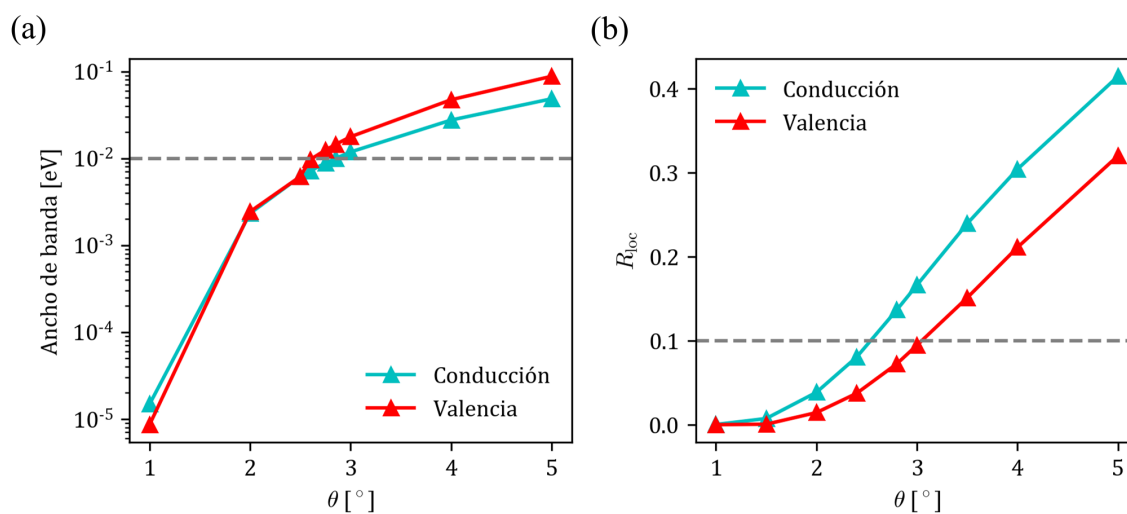 (a)
Ancho de banda [eV]
10⁻¹
10⁻²
10⁻³
10⁻⁴
10⁻⁵
Conducción
Valencia
1 2 3 4 5
θ [°]
(b)
R_loc
0.4
0.3
0.2
0.1
0.0
Conducción
Valencia
1 2 3 4 5
θ [°]